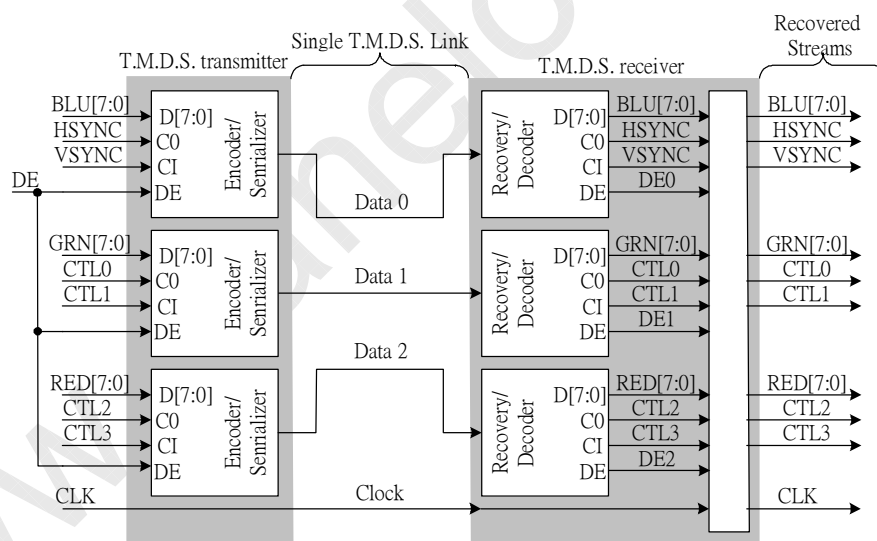 Recovered
Streams
Single T.M.D.S. Link
T.M.D.S. transmitter
T.M.D.S. receiver
BLU[7:0]
HSYNC
VSYNC
DE
D[7:0]
C0
CI
DE
Encoder/
Senrializer
Data 0
Recovery/
Decoder
D[7:0]
C0
CI
DE
BLU[7:0]
HSYNC
VSYNC
DE0
BLU[7:0]
HSYNC
VSYNC
GRN[7:0]
CTL0
CTL1
D[7:0]
C0
CI
DE
Encoder/
Senrializer
Data 1
Recovery/
Decoder
D[7:0]
C0
CI
DE
GRN[7:0]
CTL0
CTL1
DE1
GRN[7:0]
CTL0
CTL1
RED[7:0]
CTL2
CTL3
D[7:0]
C0
CI
DE
Encoder/
Senrializer
Data 2
Recovery/
Decoder
D[7:0]
C0
CI
DE
RED[7:0]
CTL2
CTL3
DE2
RED[7:0]
CTL2
CTL3
CLK
Clock
CLK